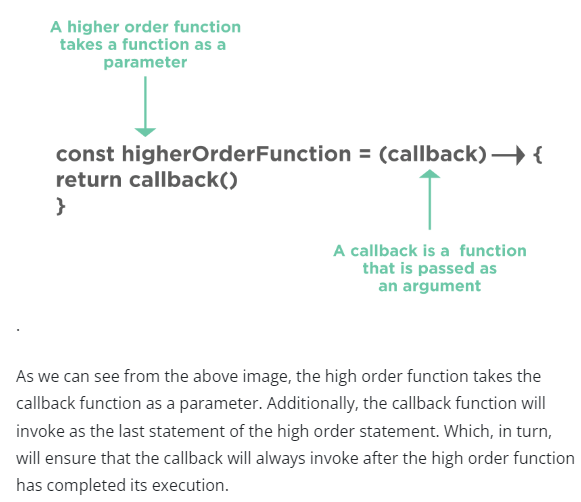 A higher order function
takes a function as a
parameter
const higherOrderFunction = (callback) ⟶ {
return callback()
}
A callback is a function
that is passed as
an argument
.
As we can see from the above image, the high order function takes the
callback function as a parameter. Additionally, the callback function will
invoke as the last statement of the high order statement. Which, in turn,
will ensure that the callback will always invoke after the high order function
has completed its execution.